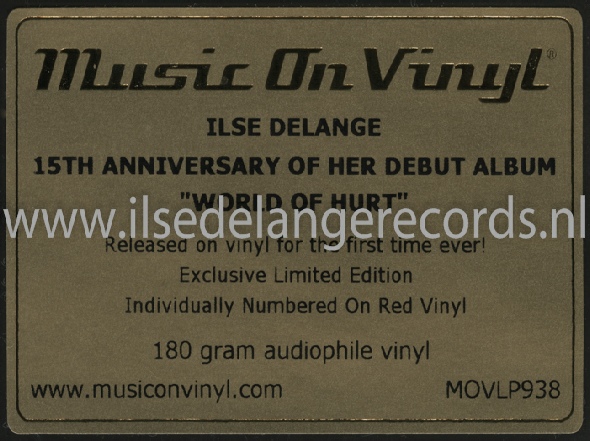 Music On Vinyl®
ILSE DELANGE
15TH ANNIVERSARY OF HER DEBUT ALBUM
"WORLD OF HURT"
www.ilsedelangerecords.nl
Released on vinyl for the first time ever!
Exclusive Limited Edition
Individually Numbered On Red Vinyl
180 gram audiophile vinyl
www.musiconvinyl.com MOVLP938